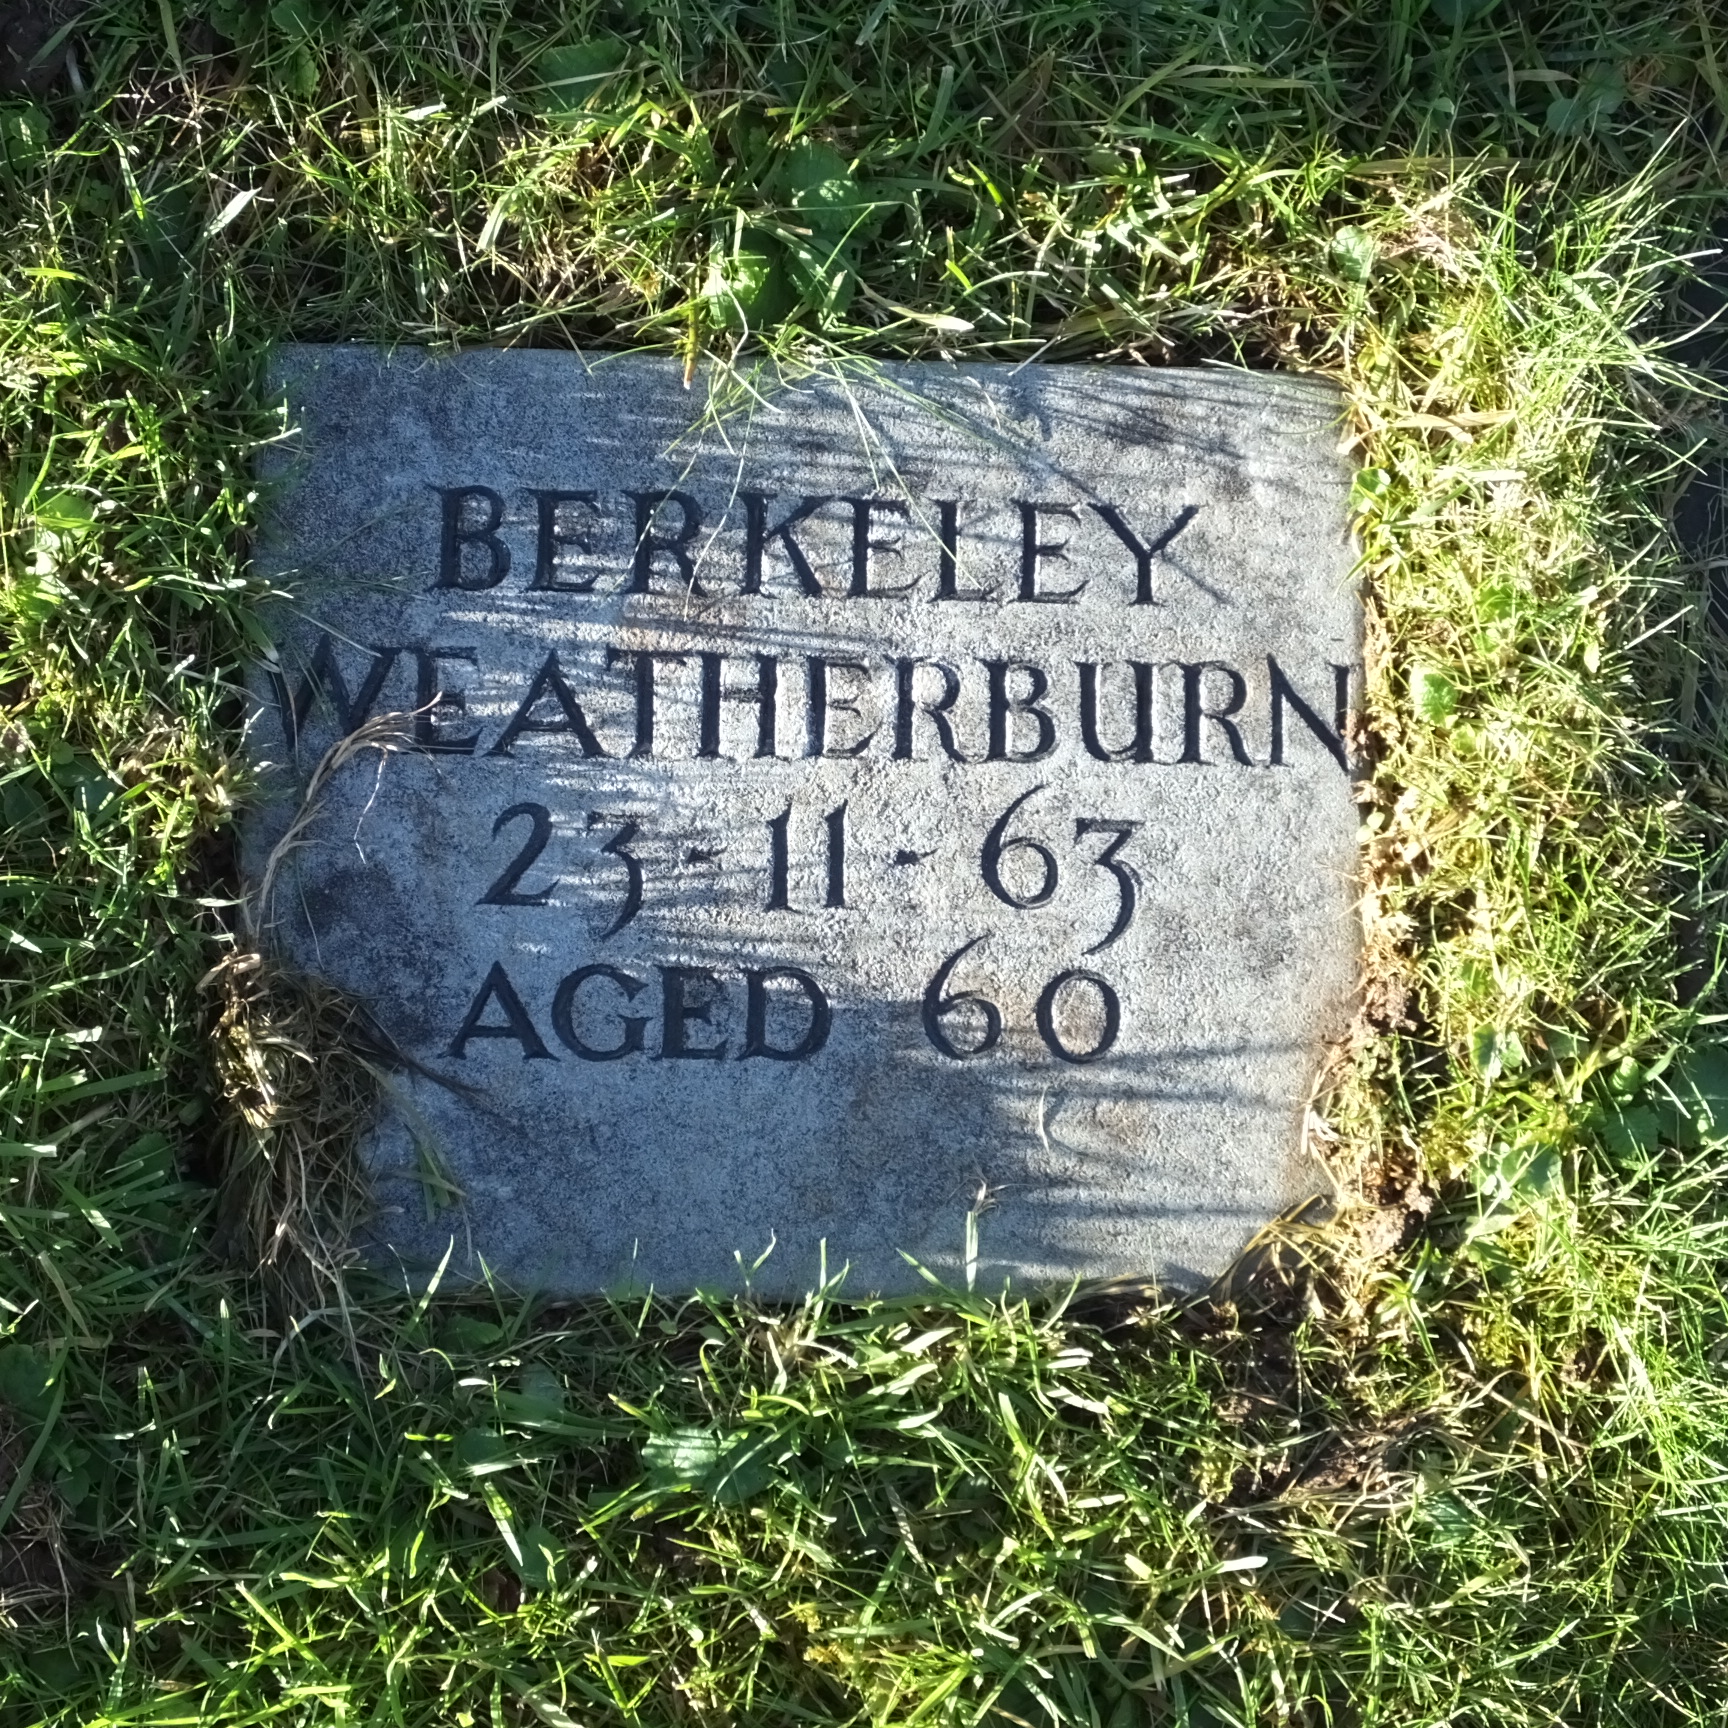 BERKELEY
WEATHERBURN
23-11-63
AGED 60